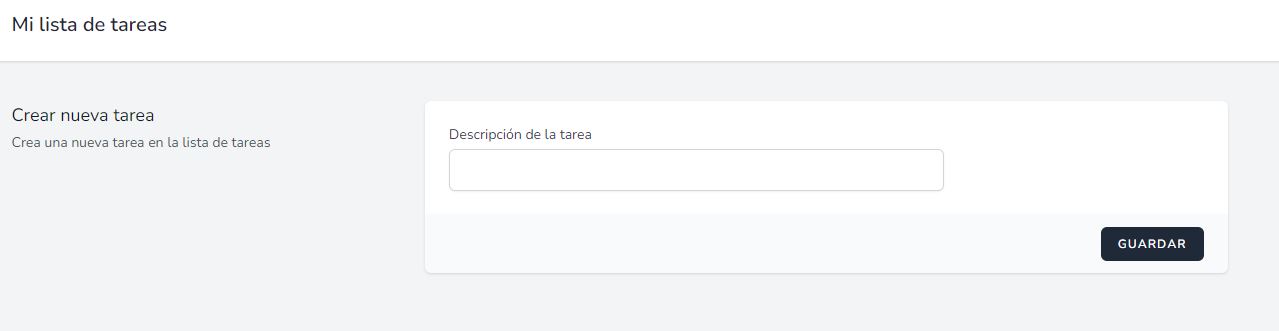 Mi lista de tareas
Crear nueva tarea
Crea una nueva tarea en la lista de tareas
Descripción de la tarea
GUARDAR